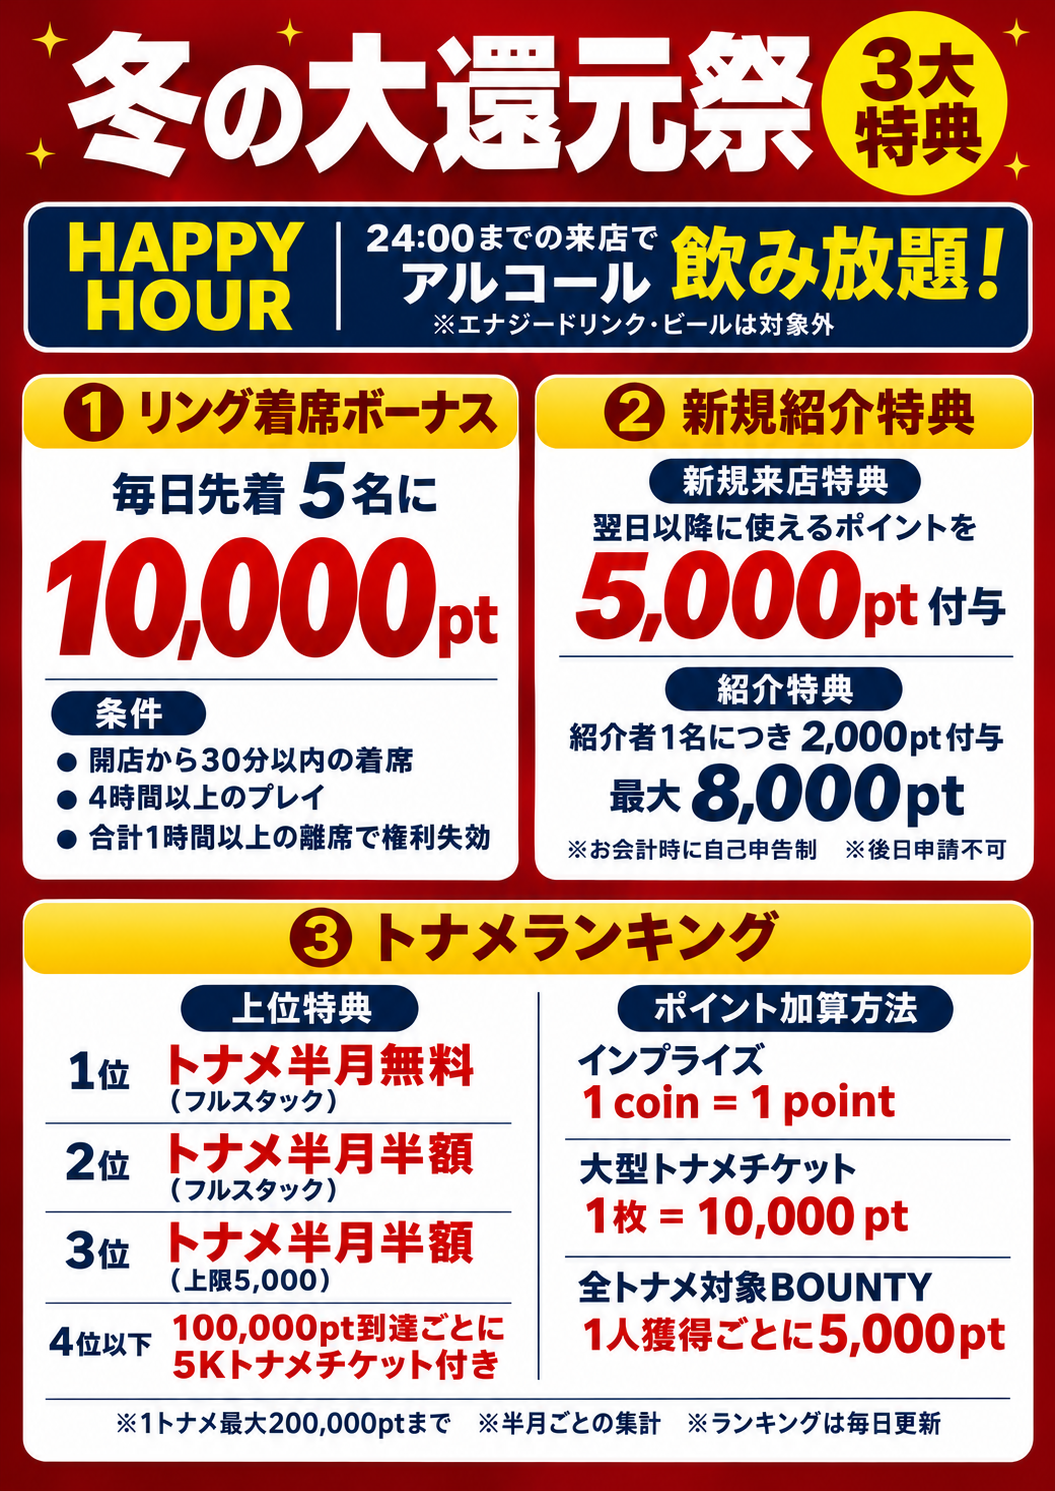 冬の大還元祭
3大
特典
HAPPY
HOUR
24:00までの来店で
アルコール
飲み放題！
※エナジードリンク・ビールは対象外
❶ リング着席ボーナス
毎日先着 5名に
10,000pt
条件
● 開店から30分以内の着席
● 4時間以上のプレイ
● 合計1時間以上の離席で権利失効
❷ 新規紹介特典
新規来店特典
翌日以降に使えるポイントを
5,000pt 付与
紹介特典
紹介者1名につき 2,000pt付与
最大 8,000pt
※お会計時に自己申告制 ※後日申請不可
❸ トナメランキング
上位特典
1位 トナメ半月無料
（フルスタック）
2位 トナメ半月半額
（フルスタック）
3位 トナメ半月半額
（上限5,000）
4位以下 100,000pt到達ごとに
5Kトナメチケット付き
ポイント加算方法
インプライズ
1 coin = 1 point
大型トナメチケット
1枚 = 10,000 pt
全トナメ対象BOUNTY
1人獲得ごとに5,000pt
※1トナメ最大200,000ptまで ※半月ごとの集計 ※ランキングは毎日更新